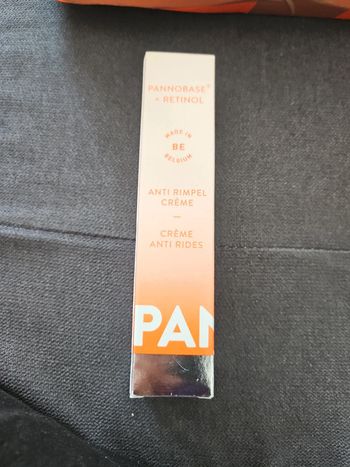 PANNOBASE®
+ RETINOL
MADE IN
BE
BELGIUM
ANTI RIMPEL
CRÈME
—
CRÈME
ANTI RIDES
PAN